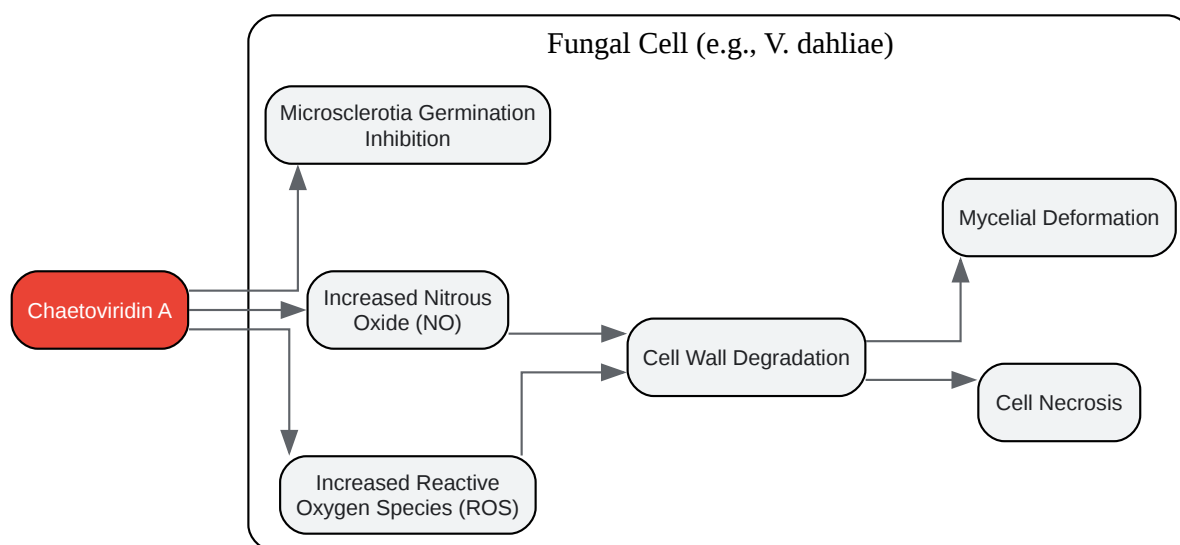 Fungal Cell (e.g., V. dahliae)
Microsclerotia Germination
Inhibition
Chaetoviridin A
Increased Nitrous
Oxide (NO)
Increased Reactive
Oxygen Species (ROS)
Cell Wall Degradation
Mycelial Deformation
Cell Necrosis